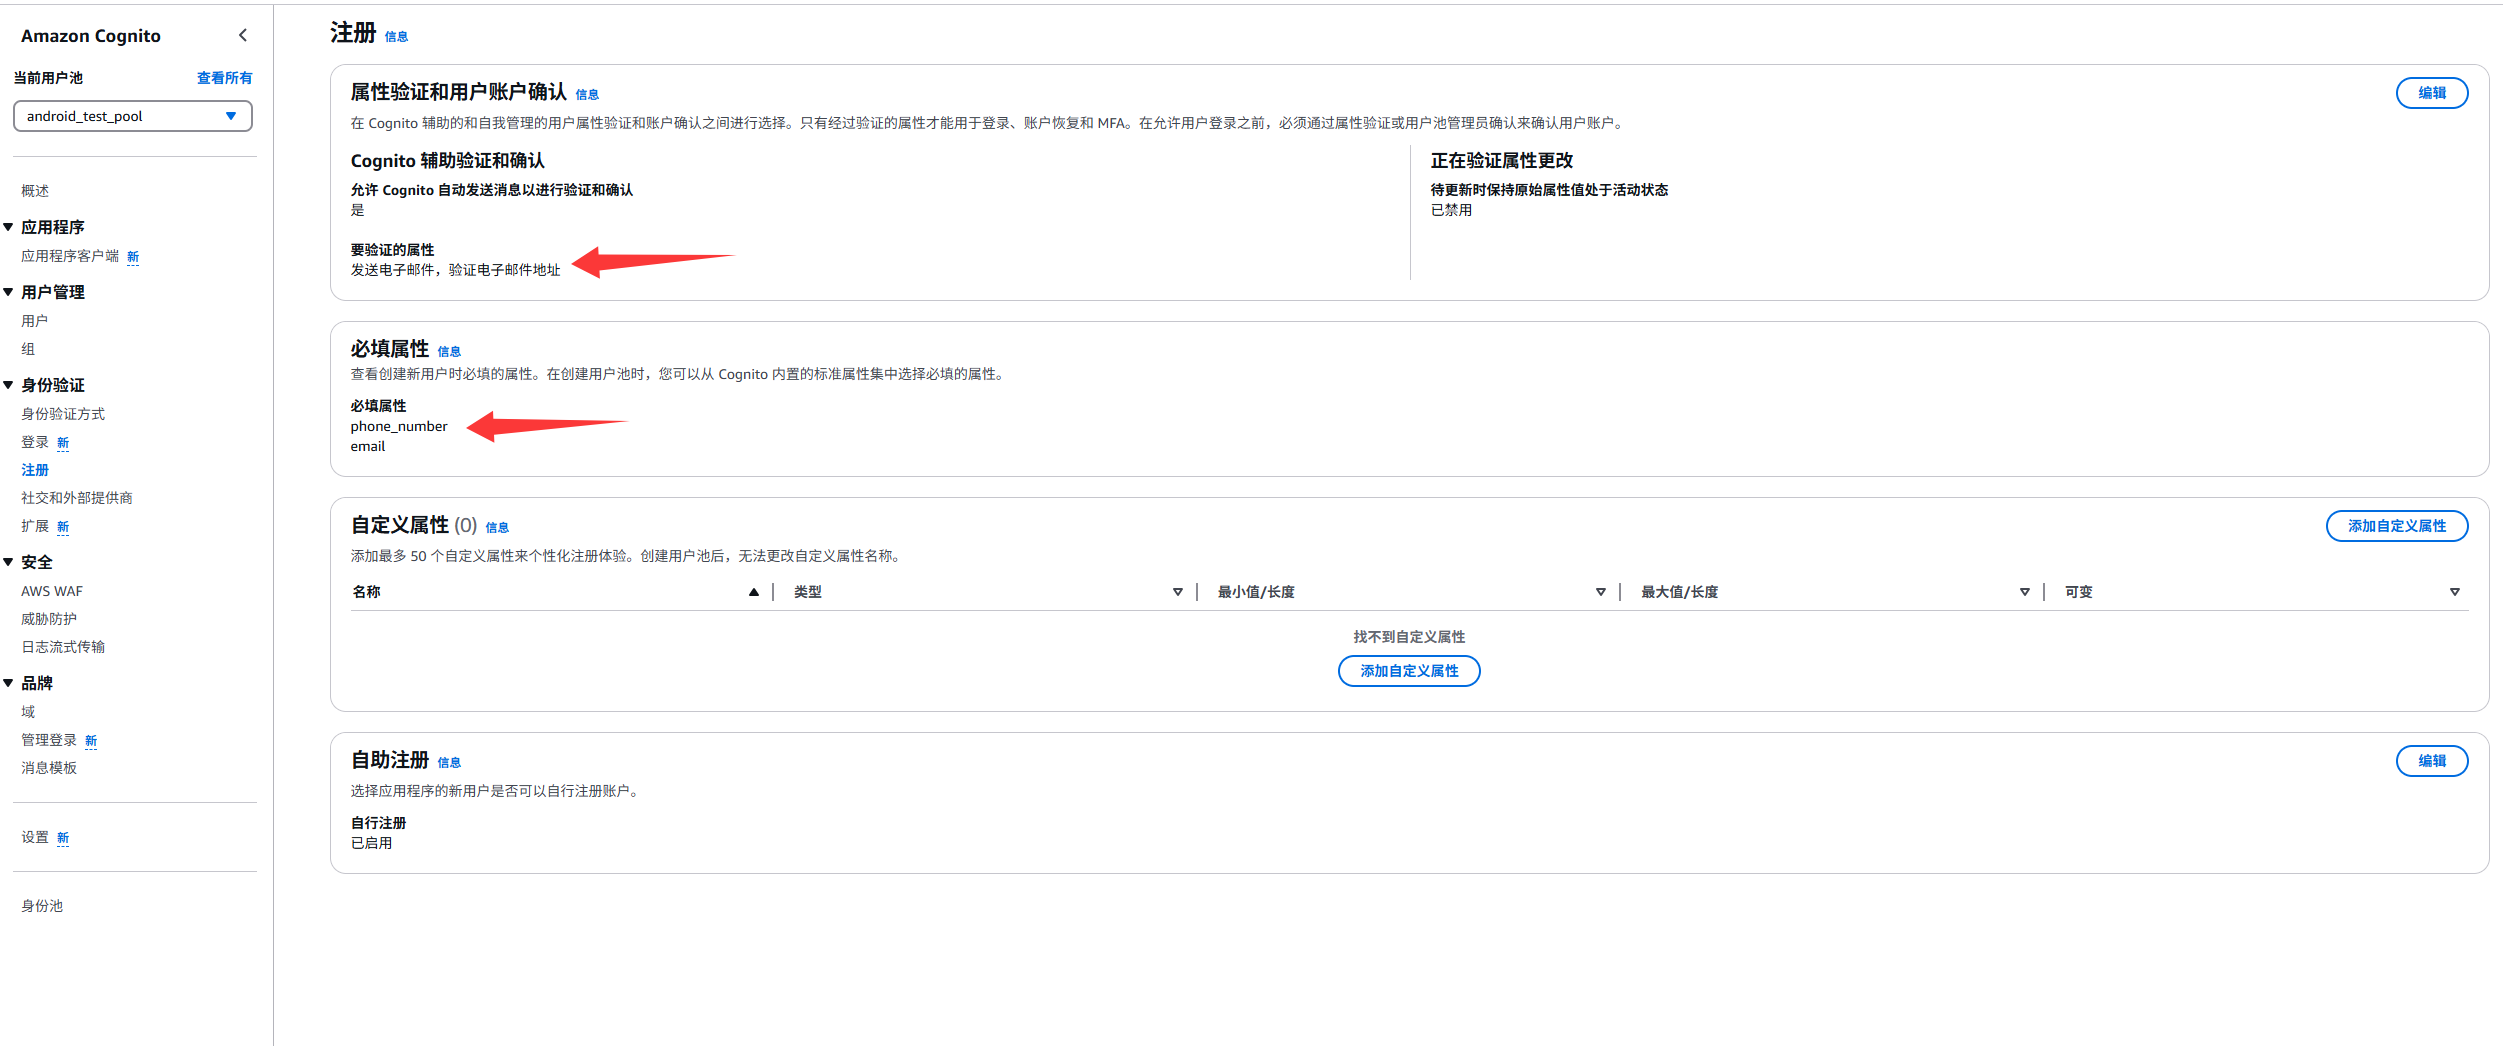 Amazon Cognito
当前用户池 查看所有
android_test_pool
概述
应用程序
应用程序客户端 新
用户管理
用户
组
身份验证
身份验证方式
登录 新
注册
社交和外部提供商
扩展 新
安全
AWS WAF
威胁防护
日志流式传输
品牌
域
管理登录 新
消息模板
设置 新
身份池
注册 信息
属性验证和用户账户确认 信息
编辑
在 Cognito 辅助的和自我管理的用户属性验证和账户确认之间进行选择。只有经过验证的属性才能用于登录、账户恢复和 MFA。在允许用户登录之前，必须通过属性验证或用户池管理员确认来确认用户账户。
Cognito 辅助验证和确认
允许 Cognito 自动发送消息以进行验证和确认
是
要验证的属性
发送电子邮件，验证电子邮件地址
正在验证属性更改
待更新时保持原始属性值处于活动状态
已禁用
必填属性 信息
查看创建新用户时必填的属性。在创建用户池时，您可以从 Cognito 内置的标准属性集中选择必填的属性。
必填属性
phone_number
email
自定义属性 (0) 信息
添加自定义属性
添加最多 50 个自定义属性来个性化注册体验。创建用户池后，无法更改自定义属性名称。
名称 类型 最小值/长度 最大值/长度 可变
找不到自定义属性
添加自定义属性
自助注册 信息
编辑
选择应用程序的新用户是否可以自行注册账户。
自行注册
已启用